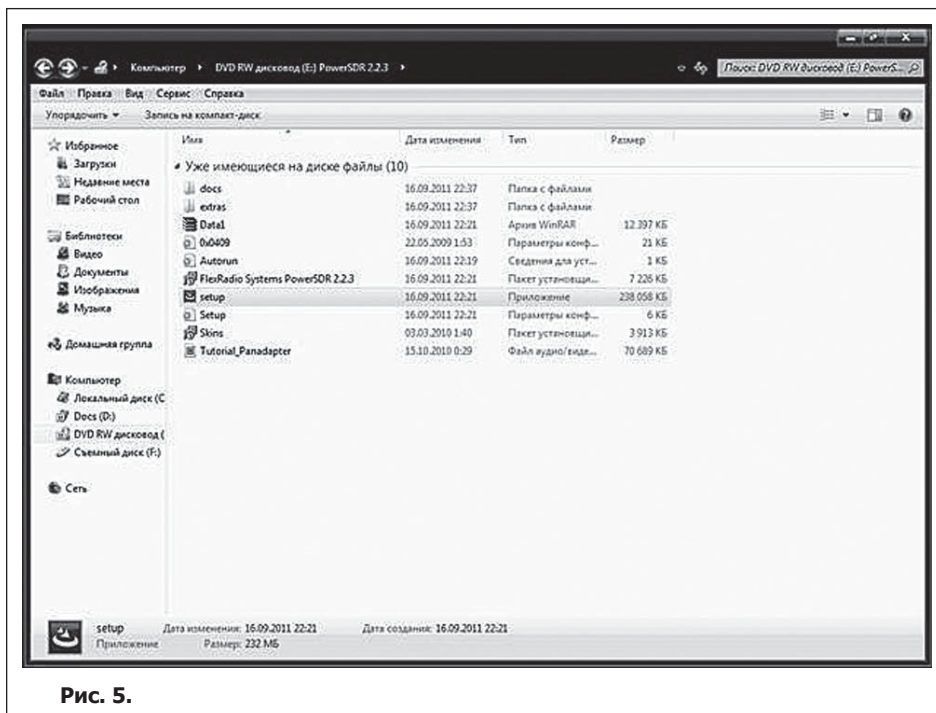 Компьютер ▸ DVD RW дисковод (E:) PowerSDR 2.2.3 ▸ Поиск: DVD RW дисковод (E:) PowerS...
Файл Правка Вид Сервис Справка
Упорядочить Запись на компакт-диск
Имя Дата изменения Тип Размер
Избранное
Загрузки
Недавние места
Рабочий стол
Библиотеки
Видео
Документы
Изображения
Музыка
Домашняя группа
Компьютер
Локальный диск (C
Docs (D:)
DVD RW дисковод (
Съемный диск (F:)
Сеть
Уже имеющиеся на диске файлы (10)
docs 16.09.2011 22:37 Папка с файлами
extras 16.09.2011 22:37 Папка с файлами
Data1 16.09.2011 22:21 Архив WinRAR 12 397 КБ
0x0409 22.05.2009 1:53 Параметры конф... 21 КБ
Autorun 16.09.2011 22:19 Сведения для уст... 1 КБ
FlexRadio Systems PowerSDR 2.2.3 16.09.2011 22:21 Пакет установщи... 7 226 КБ
setup 16.09.2011 22:21 Приложение 238 058 КБ
Setup 16.09.2011 22:21 Параметры конф... 6 КБ
Skins 03.03.2010 1:40 Пакет установщи... 3 913 КБ
Tutorial_Panadapter 15.10.2010 0:29 Файл аудио/виде... 70 689 КБ
setup Дата изменения: 16.09.2011 22:21 Дата создания: 16.09.2011 22:21
Приложение Размер: 232 МБ
Рис. 5.